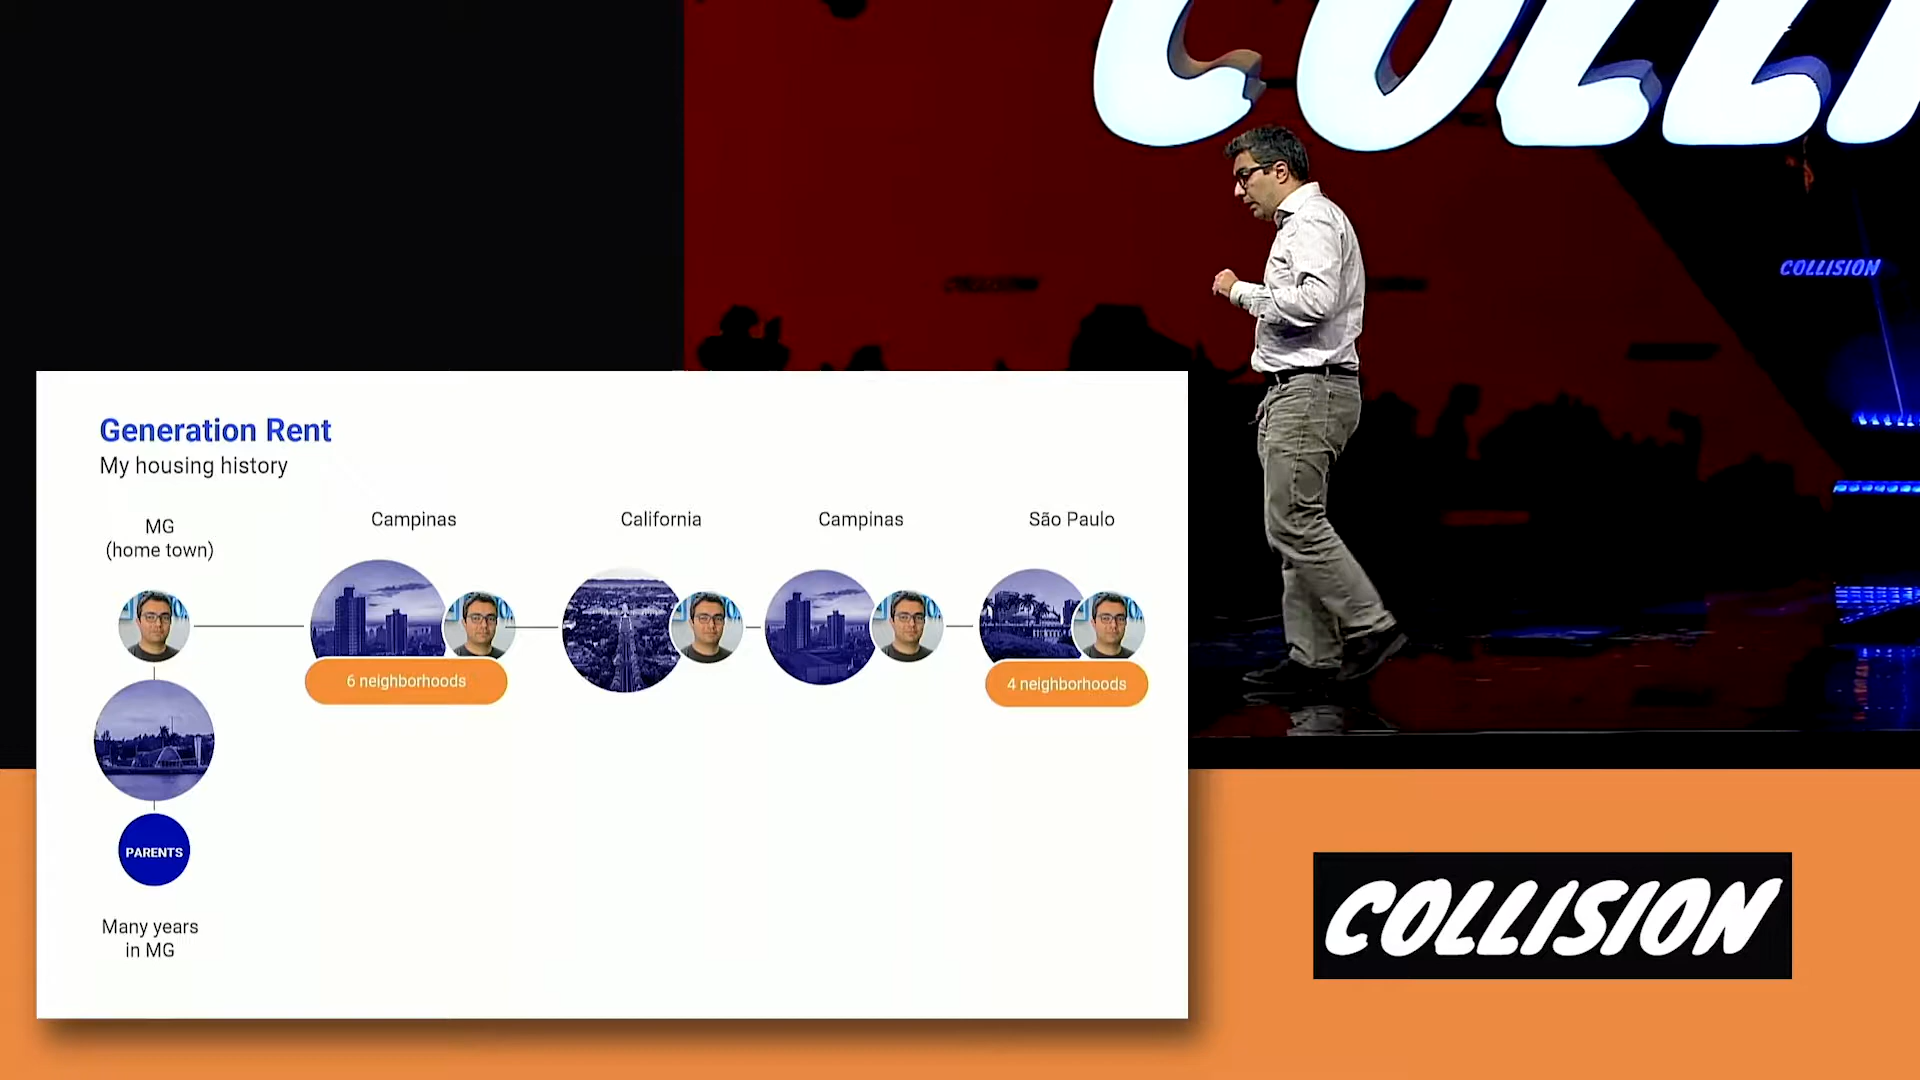 COLLI
COLLISION
Generation Rent
My housing history
MG
(home town)
Campinas
California
Campinas
São Paulo
6 neighborhoods
4 neighborhoods
PARENTS
Many years
in MG
COLLISION